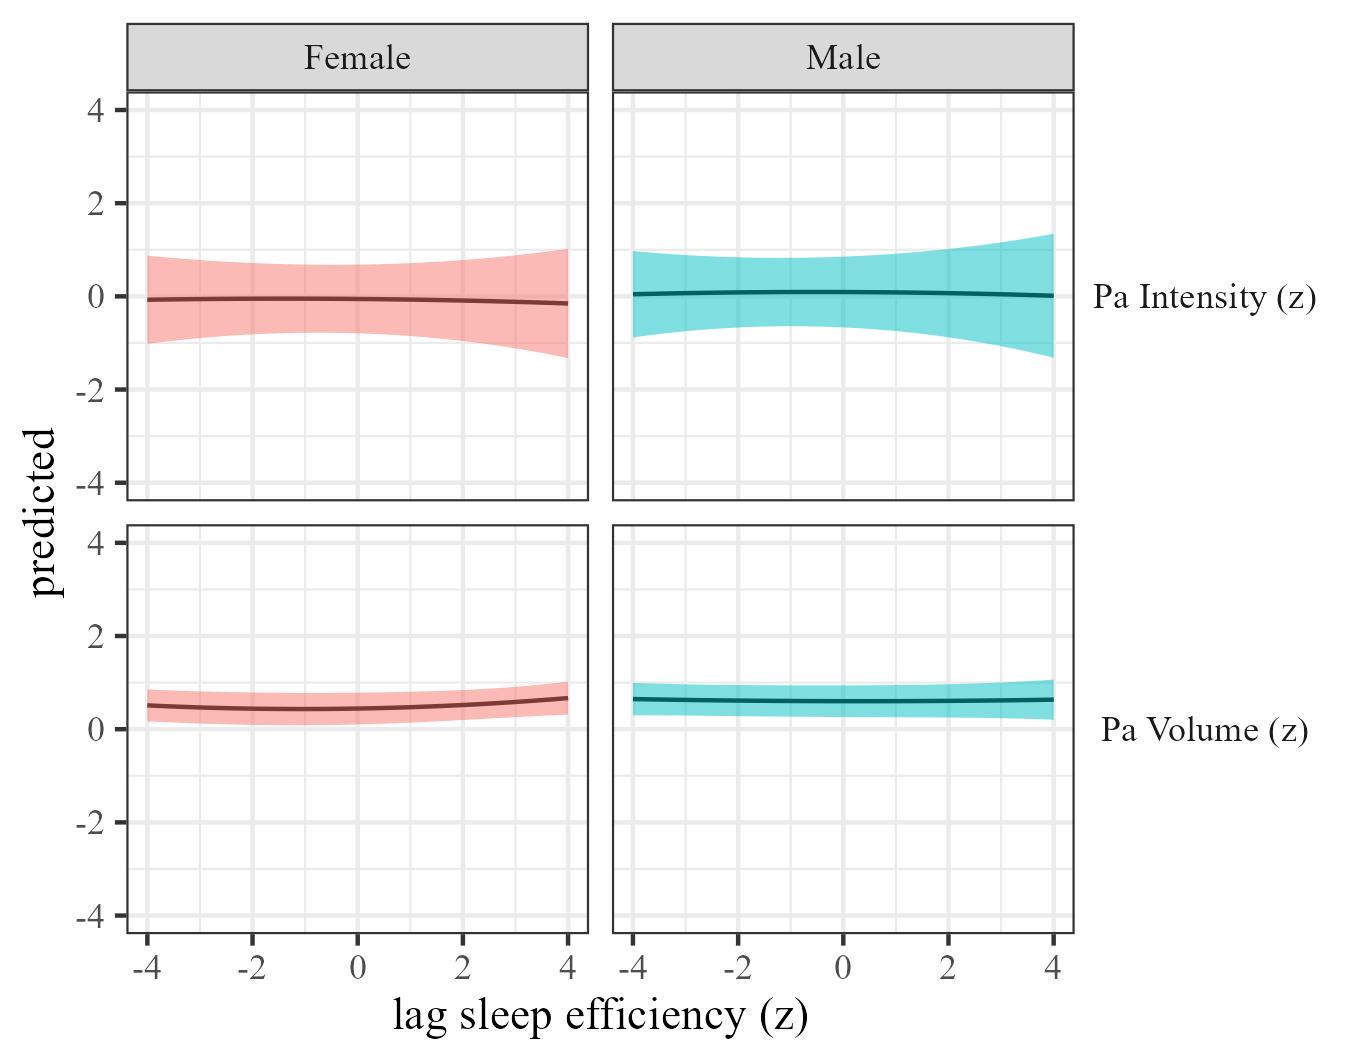 Female Male
4
2
0
-2
-4
Pa Intensity (z)
predicted
4
2
0
-2
-4
Pa Volume (z)
-4 -2 0 2 4 -4 -2 0 2 4
lag sleep efficiency (z)